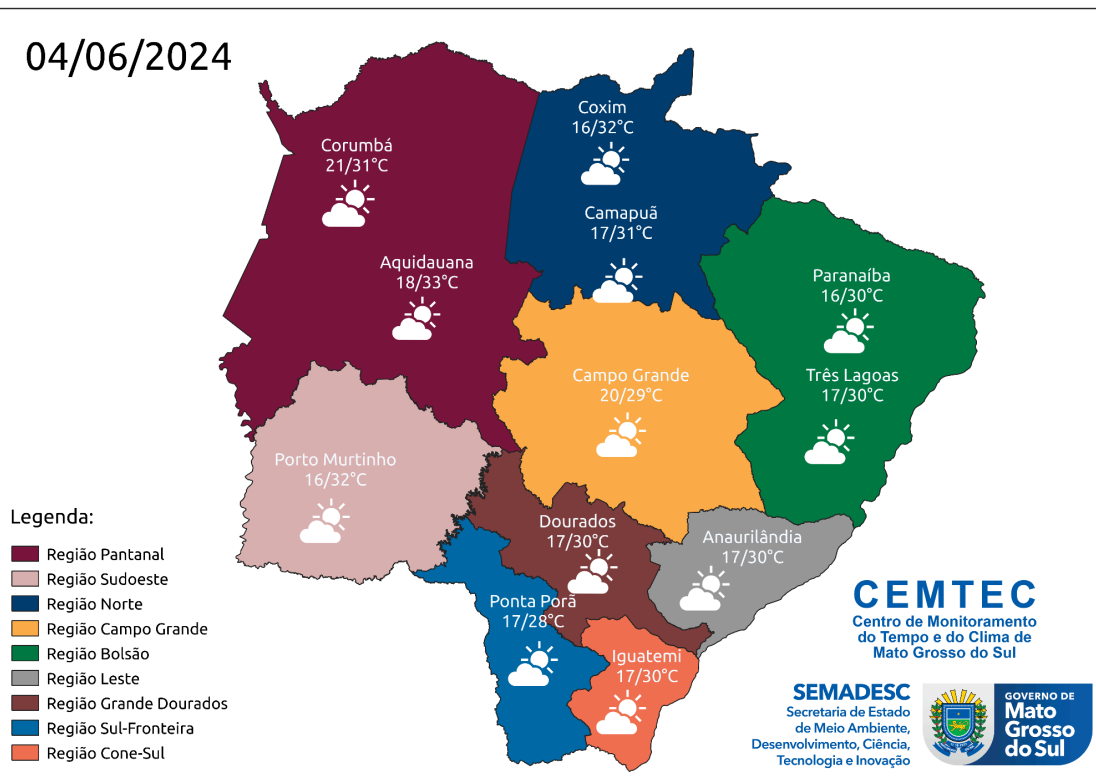 04/06/2024
Coxim
16/32°C
Corumbá
21/31°C
Camapuã
17/31°C
Aquidauana
18/33°C
Paranaíba
16/30°C
Campo Grande
20/29°C
Três Lagoas
17/30°C
Porto Murtinho
16/32°C
Dourados
17/30°C
Anaurilândia
17/30°C
Ponta Porã
17/28°C
Iguatemi
17/30°C
Legenda:
Região Pantanal
Região Sudoeste
Região Norte
Região Campo Grande
Região Bolsão
Região Leste
Região Grande Dourados
Região Sul-Fronteira
Região Cone-Sul
CEMTEC
Centro de Monitoramento
do Tempo e do Clima de
Mato Grosso do Sul
SEMADESC
Secretaria de Estado
de Meio Ambiente,
Desenvolvimento, Ciência,
Tecnologia e Inovação
GOVERNO DE
Mato
Grosso
do Sul